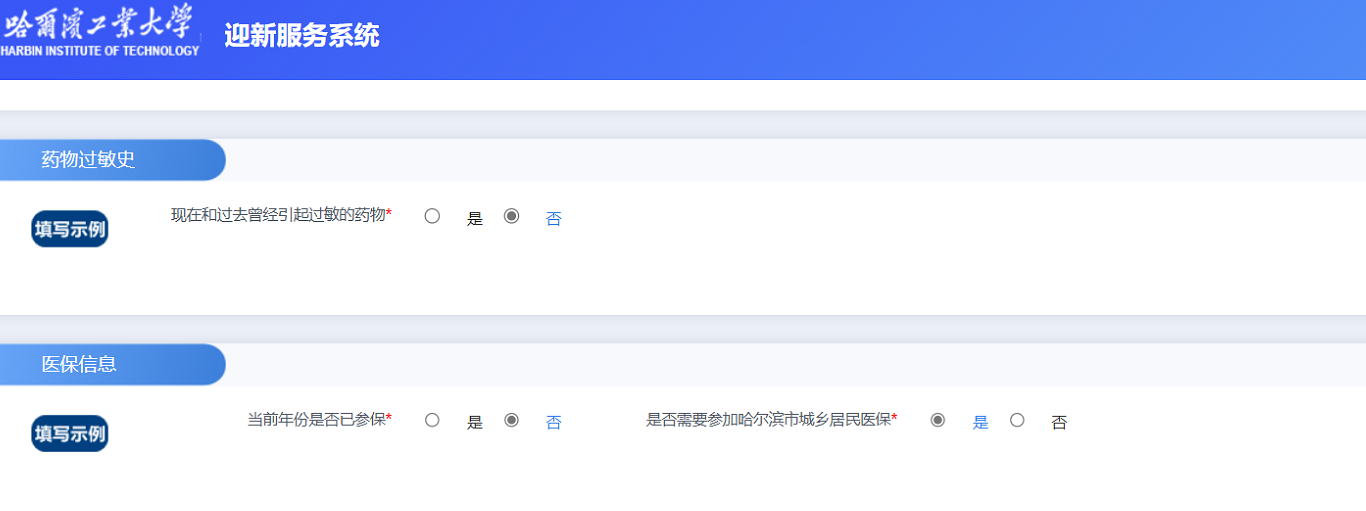 哈爾濱工業大學
HARBIN INSTITUTE OF TECHNOLOGY
迎新服务系统
药物过敏史
填写示例
现在和过去曾经引起过敏的药物* 是 否
医保信息
填写示例
当前年份是否已参保* 是 否 是否需要参加哈尔滨市城乡居民医保* 是 否